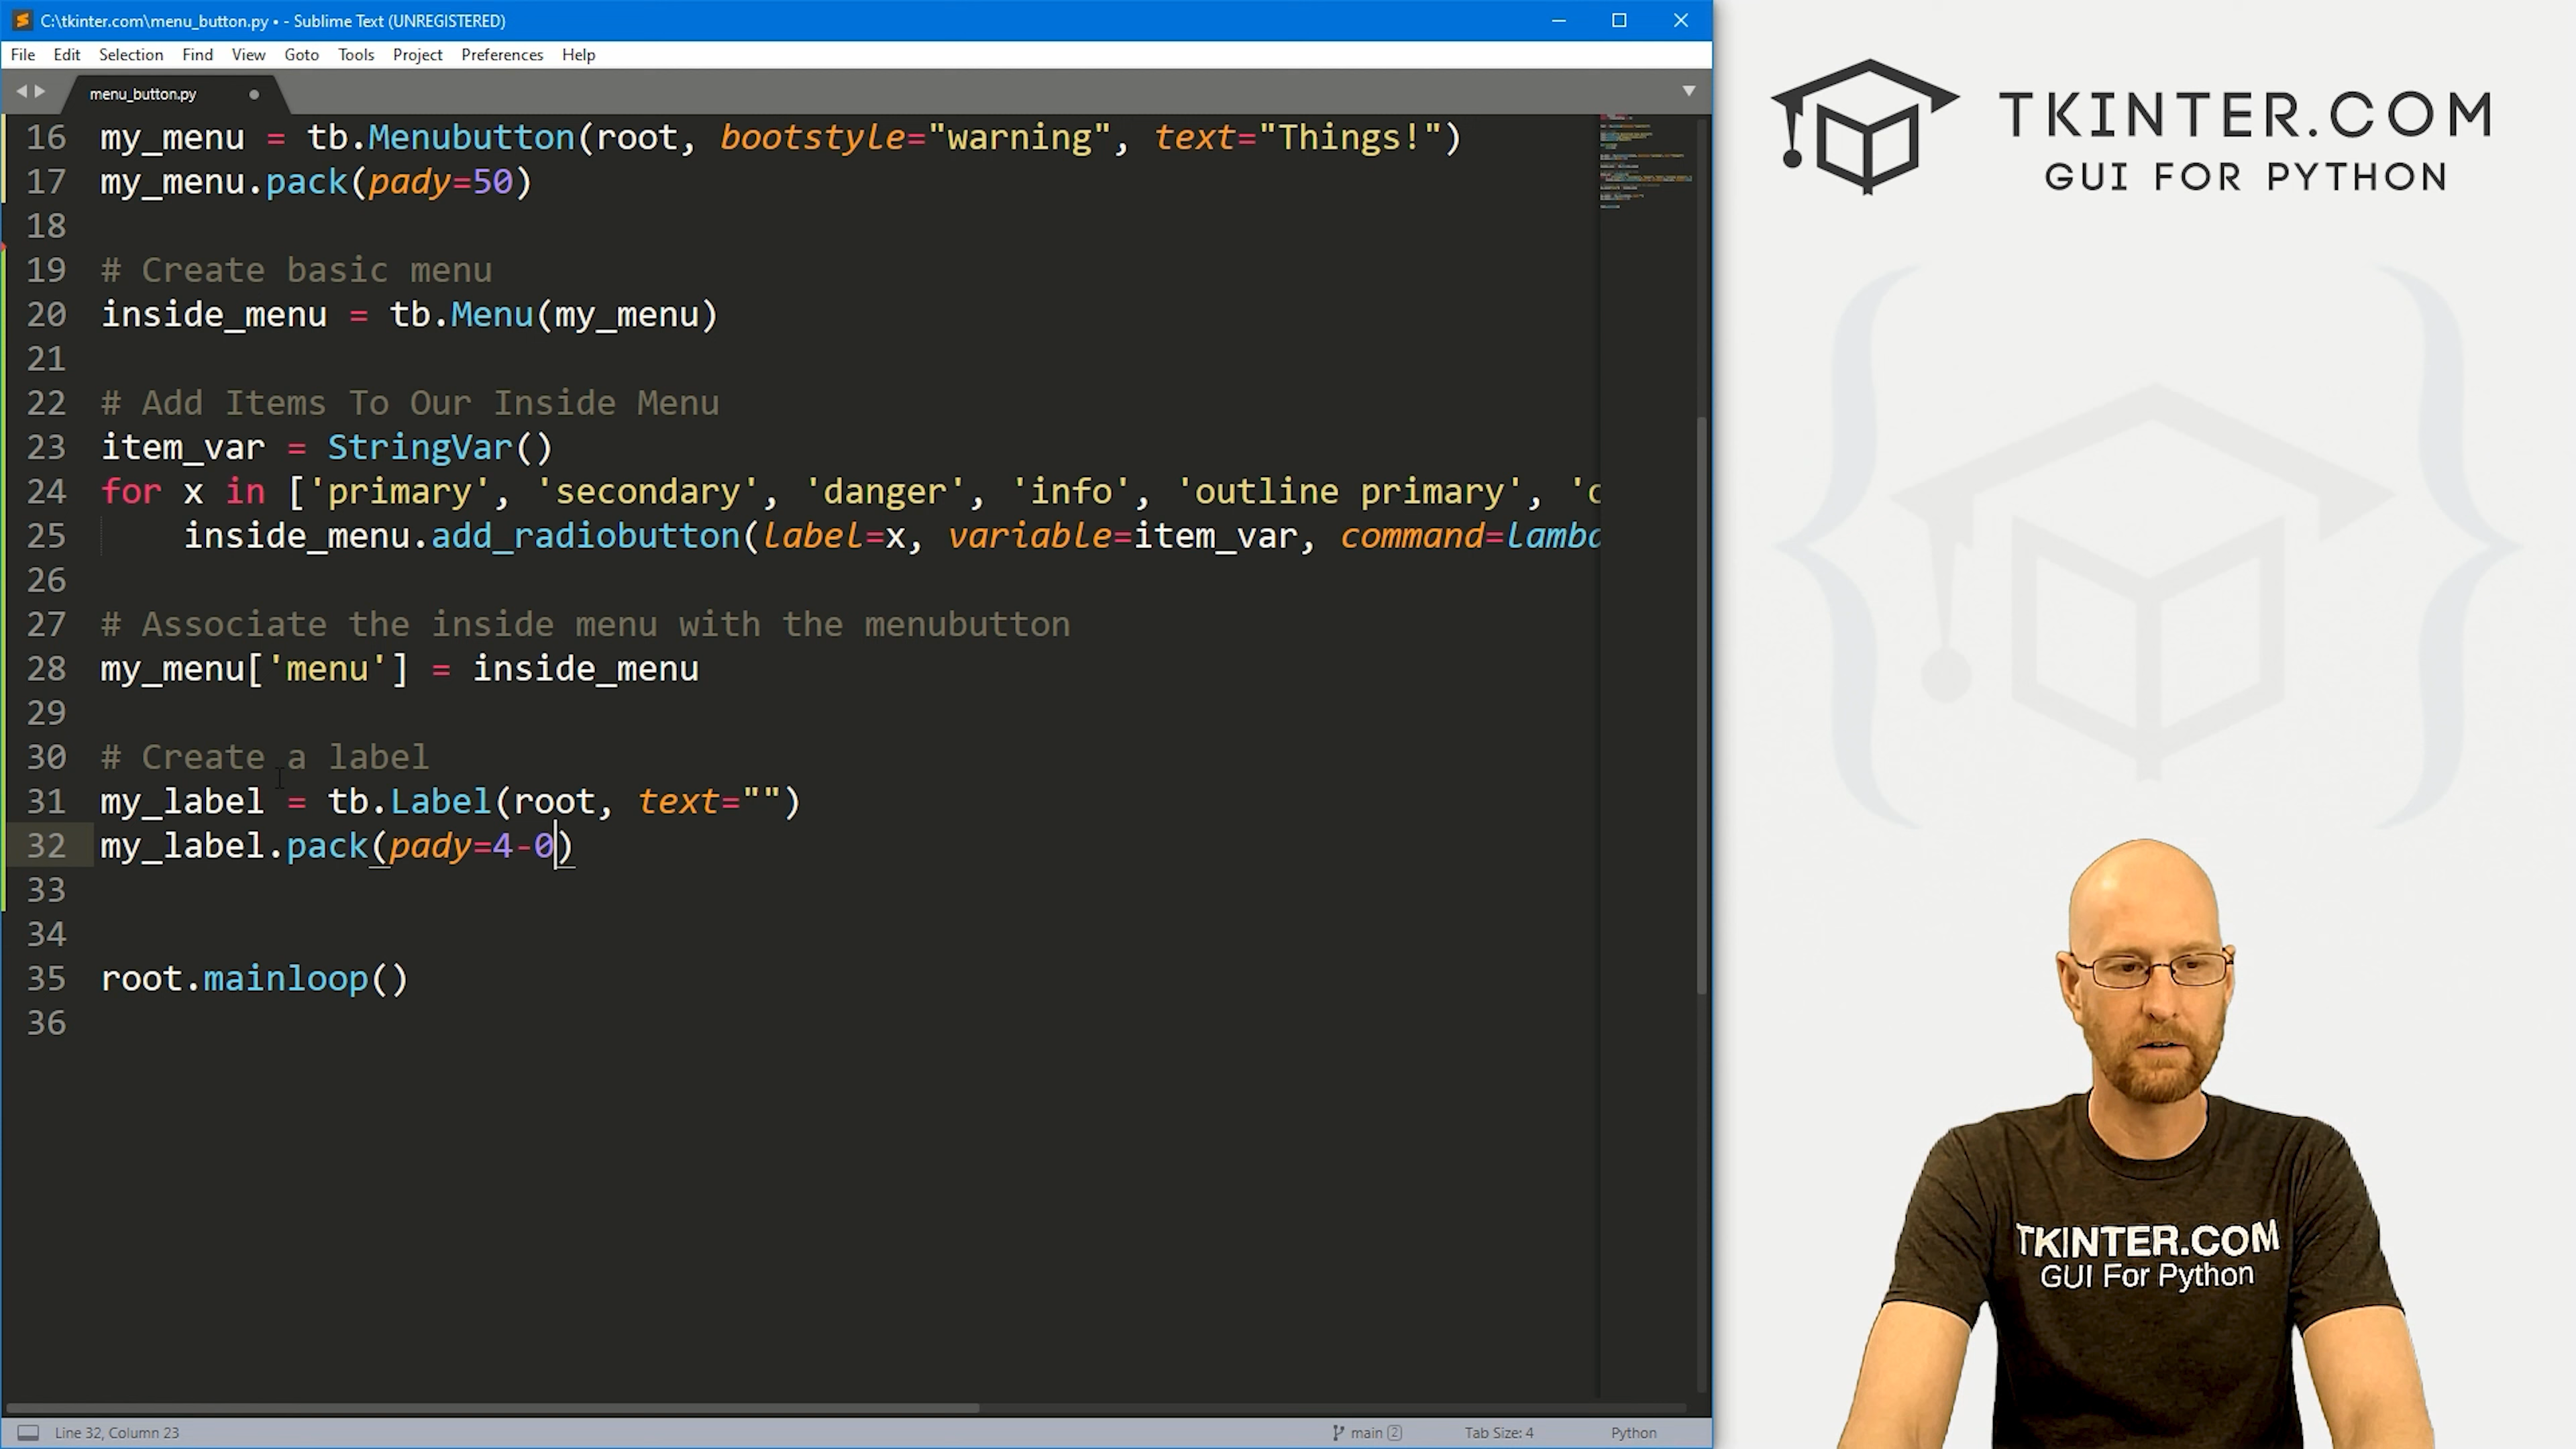 C:\tkinter.com\menu_button.py • - Sublime Text (UNREGISTERED)
File Edit Selection Find View Goto Tools Project Preferences Help
menu_button.py
16 my_menu = tb.Menubutton(root, bootstyle="warning", text="Things!")
17 my_menu.pack(pady=50)
18
19 # Create basic menu
20 inside_menu = tb.Menu(my_menu)
21
22 # Add Items To Our Inside Menu
23 item_var = StringVar()
24 for x in ['primary', 'secondary', 'danger', 'info', 'outline primary', 'o
25 inside_menu.add_radiobutton(label=x, variable=item_var, command=lambd
26
27 # Associate the inside menu with the menubutton
28 my_menu['menu'] = inside_menu
29
30 # Create a label
31 my_label = tb.Label(root, text="")
32 my_label.pack(pady=4-0)
33
34
35 root.mainloop()
36
Line 32, Column 23 main 2 Tab Size: 4 Python
TKINTER.COM
GUI FOR PYTHON
TKINTER.COM
GUI For Python